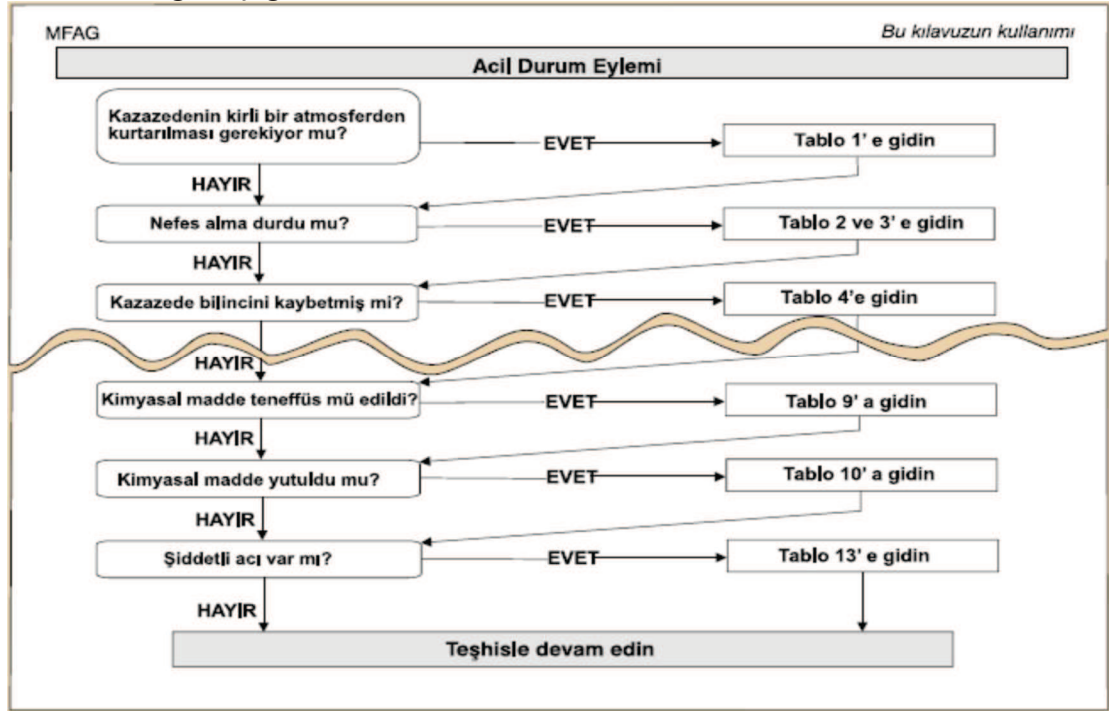 MFAG
Bu kılavuzun kullanımı
Acil Durum Eylemi
Kazazedenin kirli bir atmosferden
kurtarılması gerekiyor mu?
EVET
Tablo 1' e gidin
HAYIR
Nefes alma durdu mu?
EVET
Tablo 2 ve 3' e gidin
HAYIR
Kazazede bilincini kaybetmiş mi?
EVET
Tablo 4'e gidin
HAYIR
Kimyasal madde teneffüs mü edildi?
EVET
Tablo 9' a gidin
HAYIR
Kimyasal madde yutuldu mu?
EVET
Tablo 10' a gidin
HAYIR
Şiddetli acı var mı?
EVET
Tablo 13' e gidin
HAYIR
Teşhisle devam edin